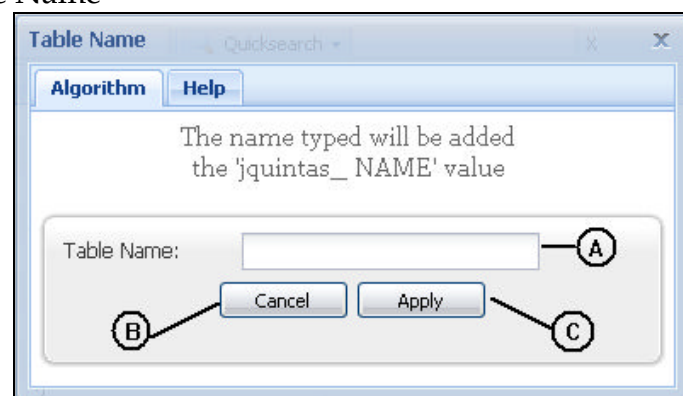 Table Name Quicksearch x x
Algorithm Help
The name typed will be added
the 'jquintas_ NAME' value
Table Name: A
Cancel Apply
B C